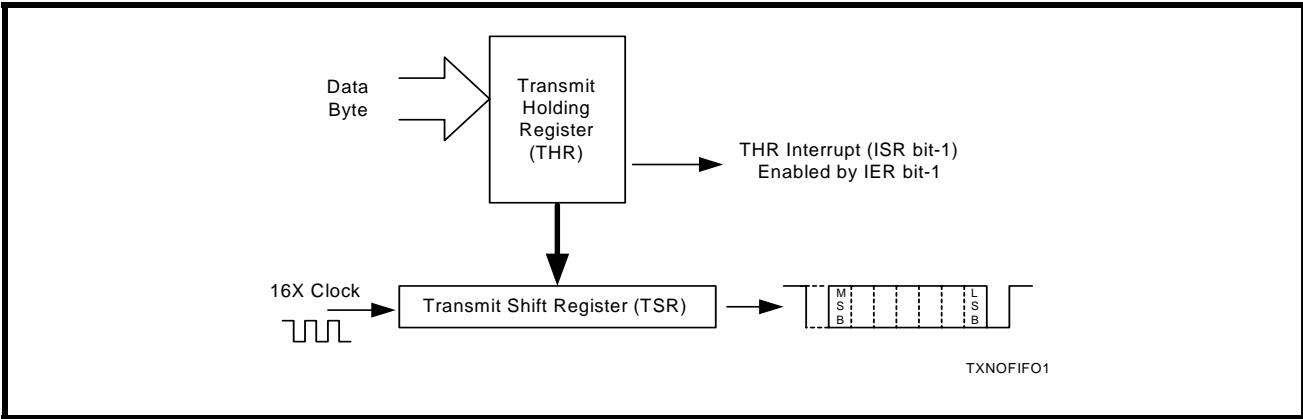 Data
Byte
Transmit
Holding
Register
(THR)
THR Interrupt (ISR bit-1)
Enabled by IER bit-1
16X Clock
Transmit Shift Register (TSR)
M
S
B
L
S
B
TXNOFIFO1